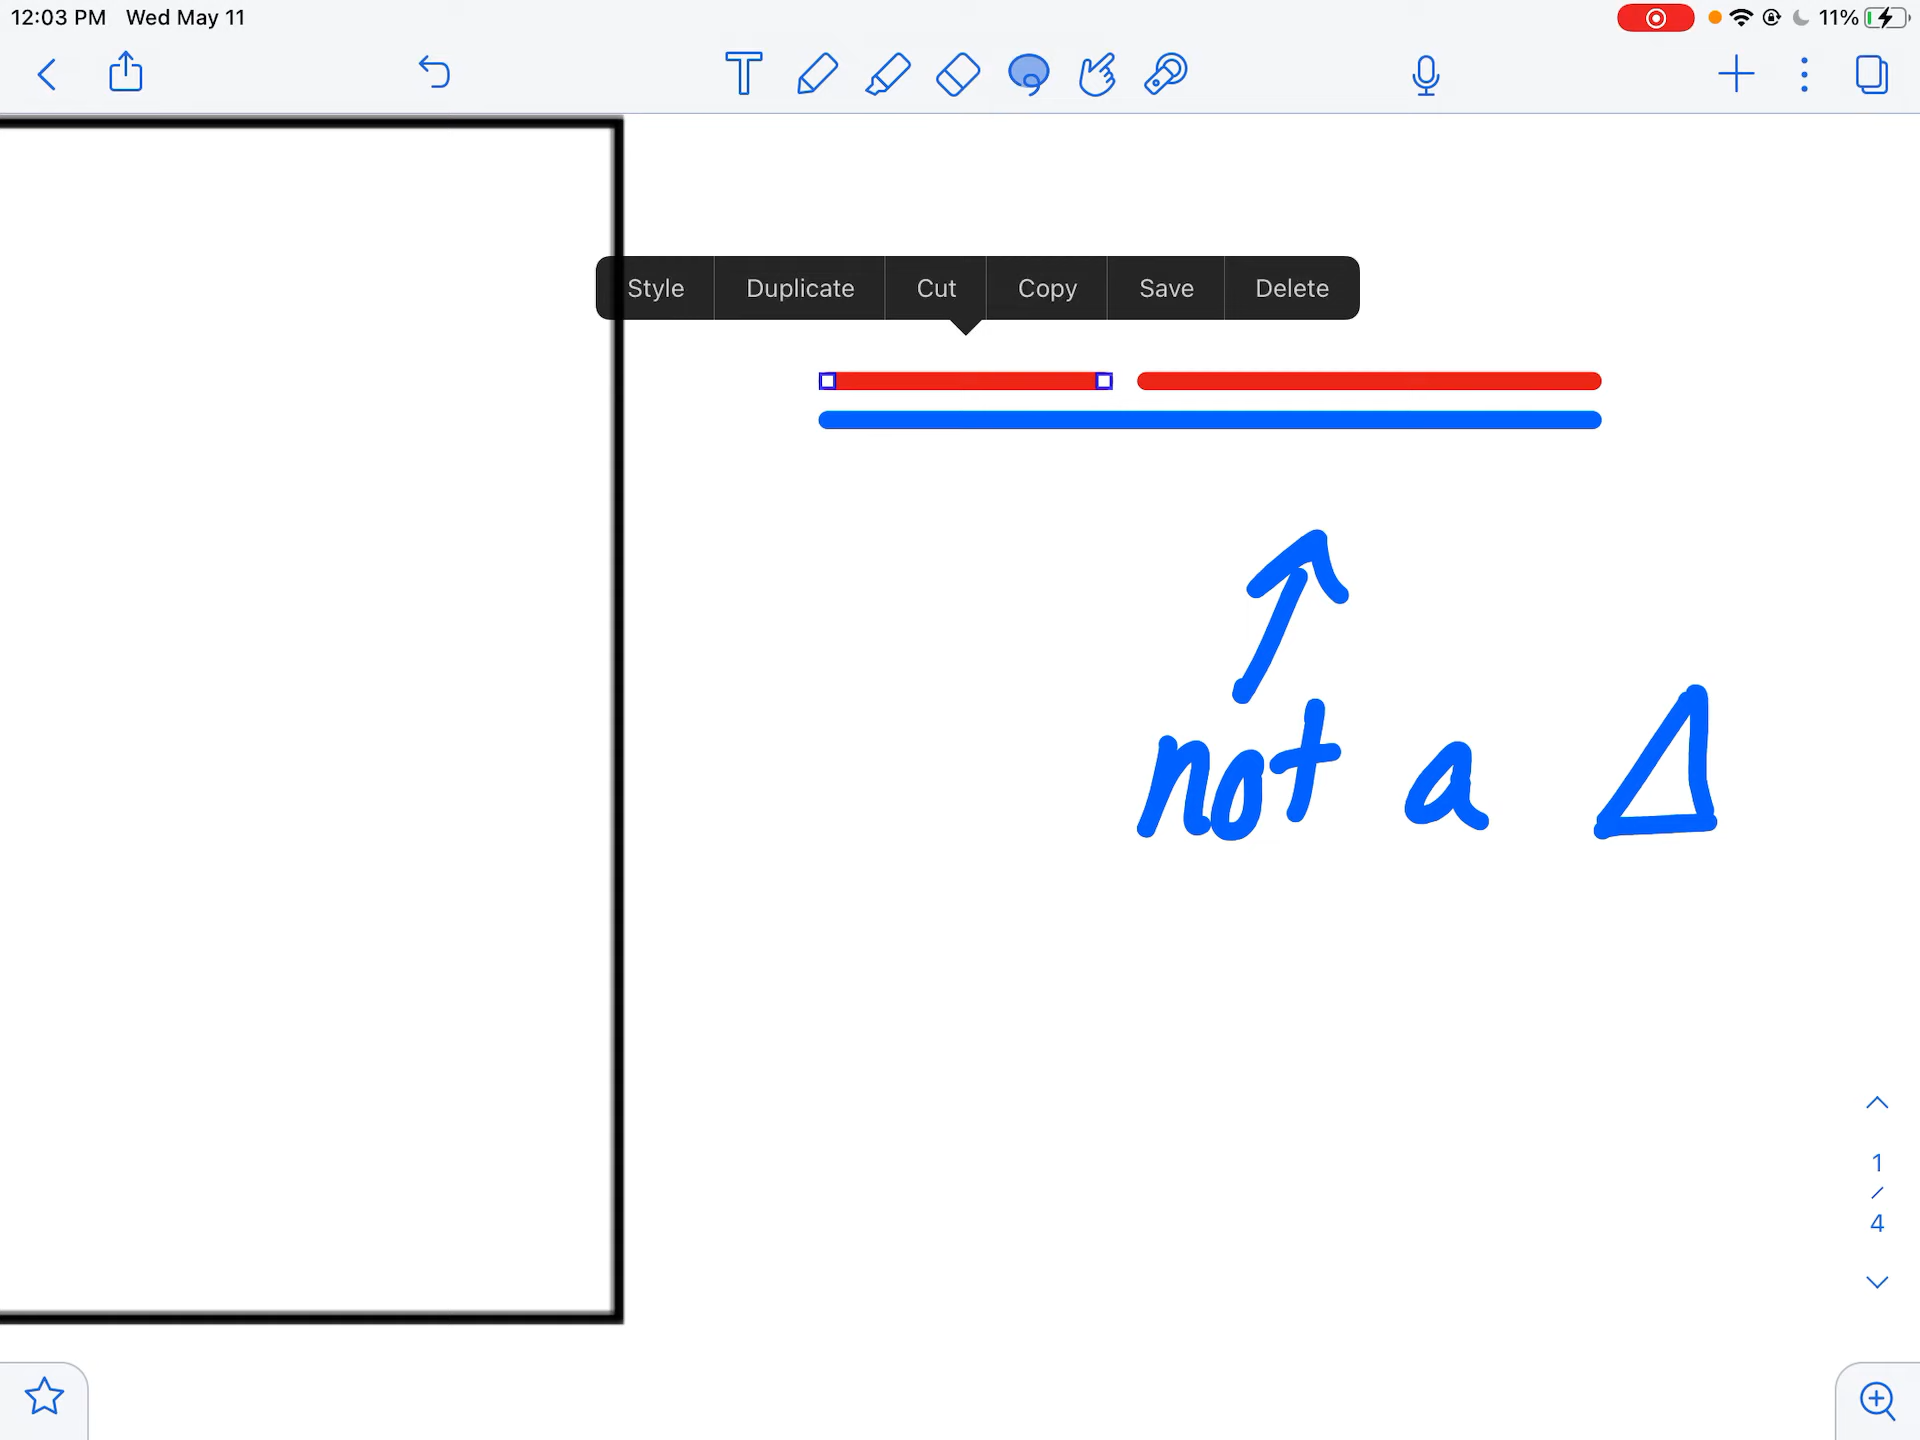 12:03 PM Wed May 11 11%
Style Duplicate Cut Copy Save Delete
not a Δ
1
/
4